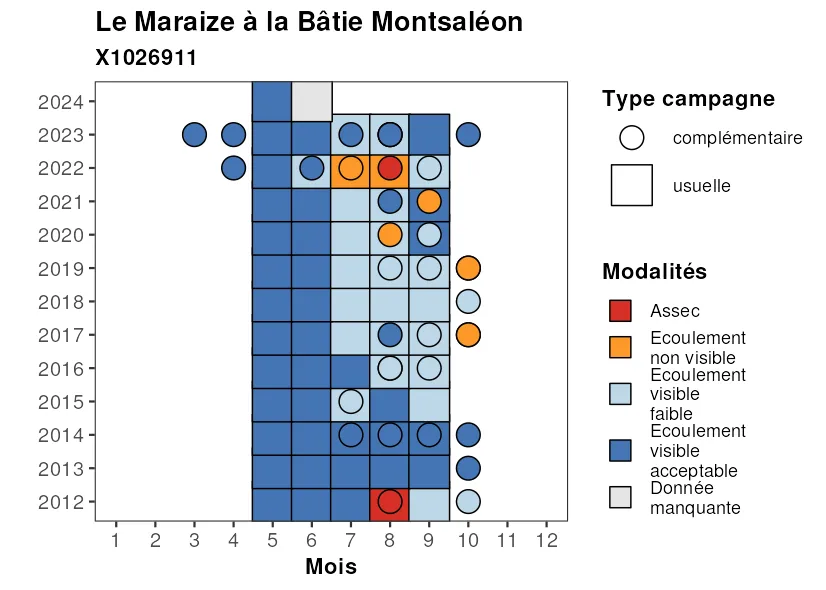 Le Maraize à la Bâtie Montsaléon
X1026911
2024
2023
2022
2021
2020
2019
2018
2017
2016
2015
2014
2013
2012
1 2 3 4 5 6 7 8 9 10 11 12
Mois
Type campagne
complémentaire
usuelle
Modalités
Assec
Ecoulement
non visible
Ecoulement
visible
faible
Ecoulement
visible
acceptable
Donnée
manquante